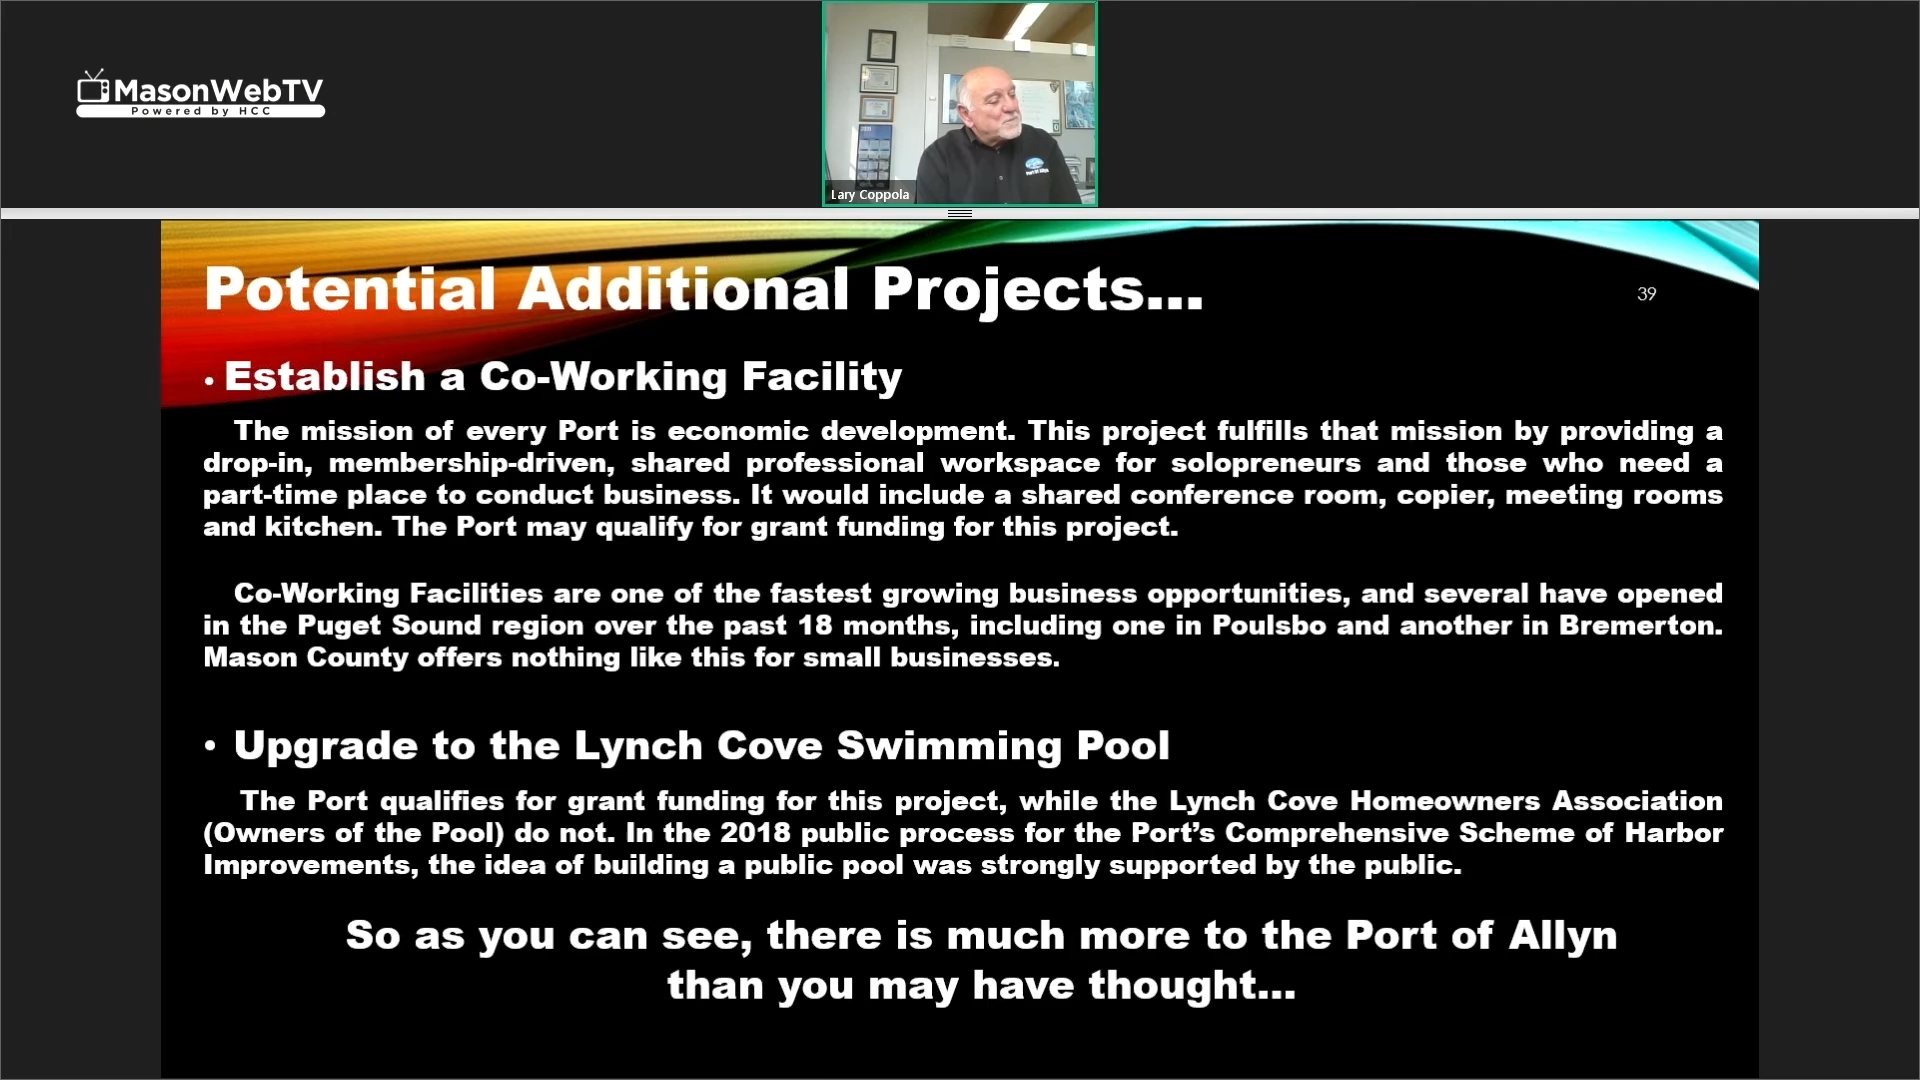 MasonWebTV
Powered by HCC
Port of Allyn
Lary Coppola
Potential Additional Projects...
39
• Establish a Co-Working Facility
The mission of every Port is economic development. This project fulfills that mission by providing a
drop-in, membership-driven, shared professional workspace for solopreneurs and those who need a
part-time place to conduct business. It would include a shared conference room, copier, meeting rooms
and kitchen. The Port may qualify for grant funding for this project.
Co-Working Facilities are one of the fastest growing business opportunities, and several have opened
in the Puget Sound region over the past 18 months, including one in Poulsbo and another in Bremerton.
Mason County offers nothing like this for small businesses.
• Upgrade to the Lynch Cove Swimming Pool
The Port qualifies for grant funding for this project, while the Lynch Cove Homeowners Association
(Owners of the Pool) do not. In the 2018 public process for the Port’s Comprehensive Scheme of Harbor
Improvements, the idea of building a public pool was strongly supported by the public.
So as you can see, there is much more to the Port of Allyn
than you may have thought...